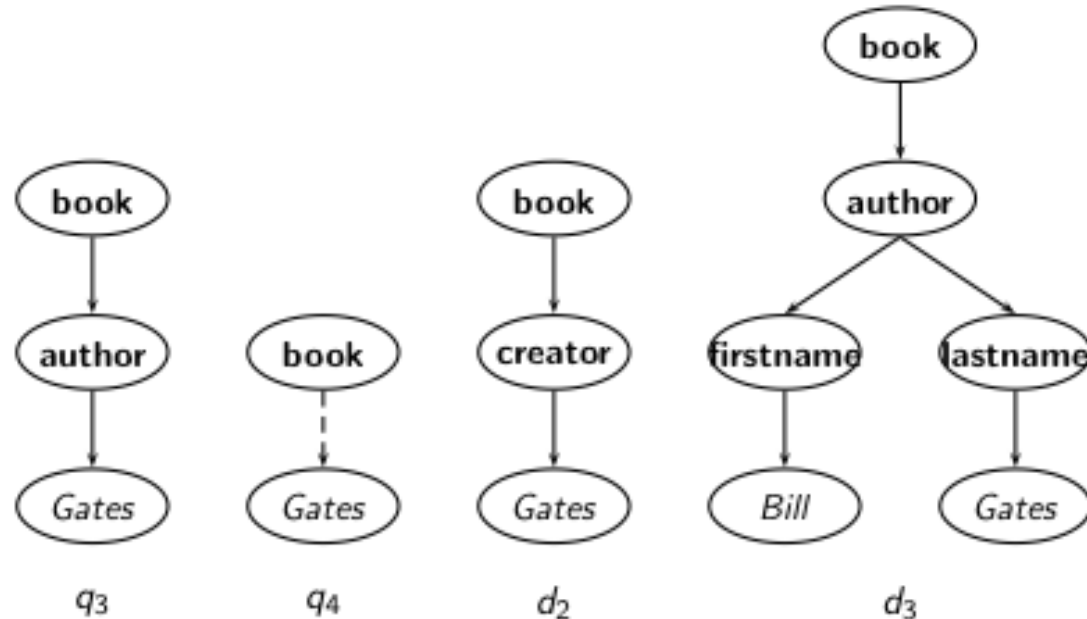 book
book book author
author book creator firstname lastname
Gates Gates Gates Bill Gates
q3 q4 d2 d3